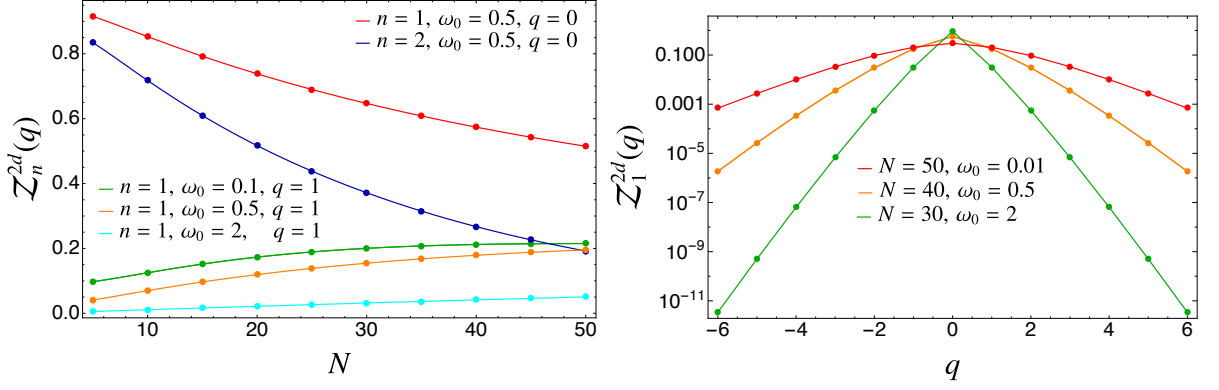 n = 1, ω₀ = 0.5, q = 0
n = 2, ω₀ = 0.5, q = 0
n = 1, ω₀ = 0.1, q = 1
n = 1, ω₀ = 0.5, q = 1
n = 1, ω₀ = 2, q = 1
0.8
0.6
0.4
0.2
0.0
10 20 30 40 50
N
𝒵ₙ²ᵈ(q)
0.100
0.001
10⁻⁵
10⁻⁷
10⁻⁹
10⁻¹¹
N = 50, ω₀ = 0.01
N = 40, ω₀ = 0.5
N = 30, ω₀ = 2
−6 −4 −2 0 2 4 6
q
𝒵₁²ᵈ(q)